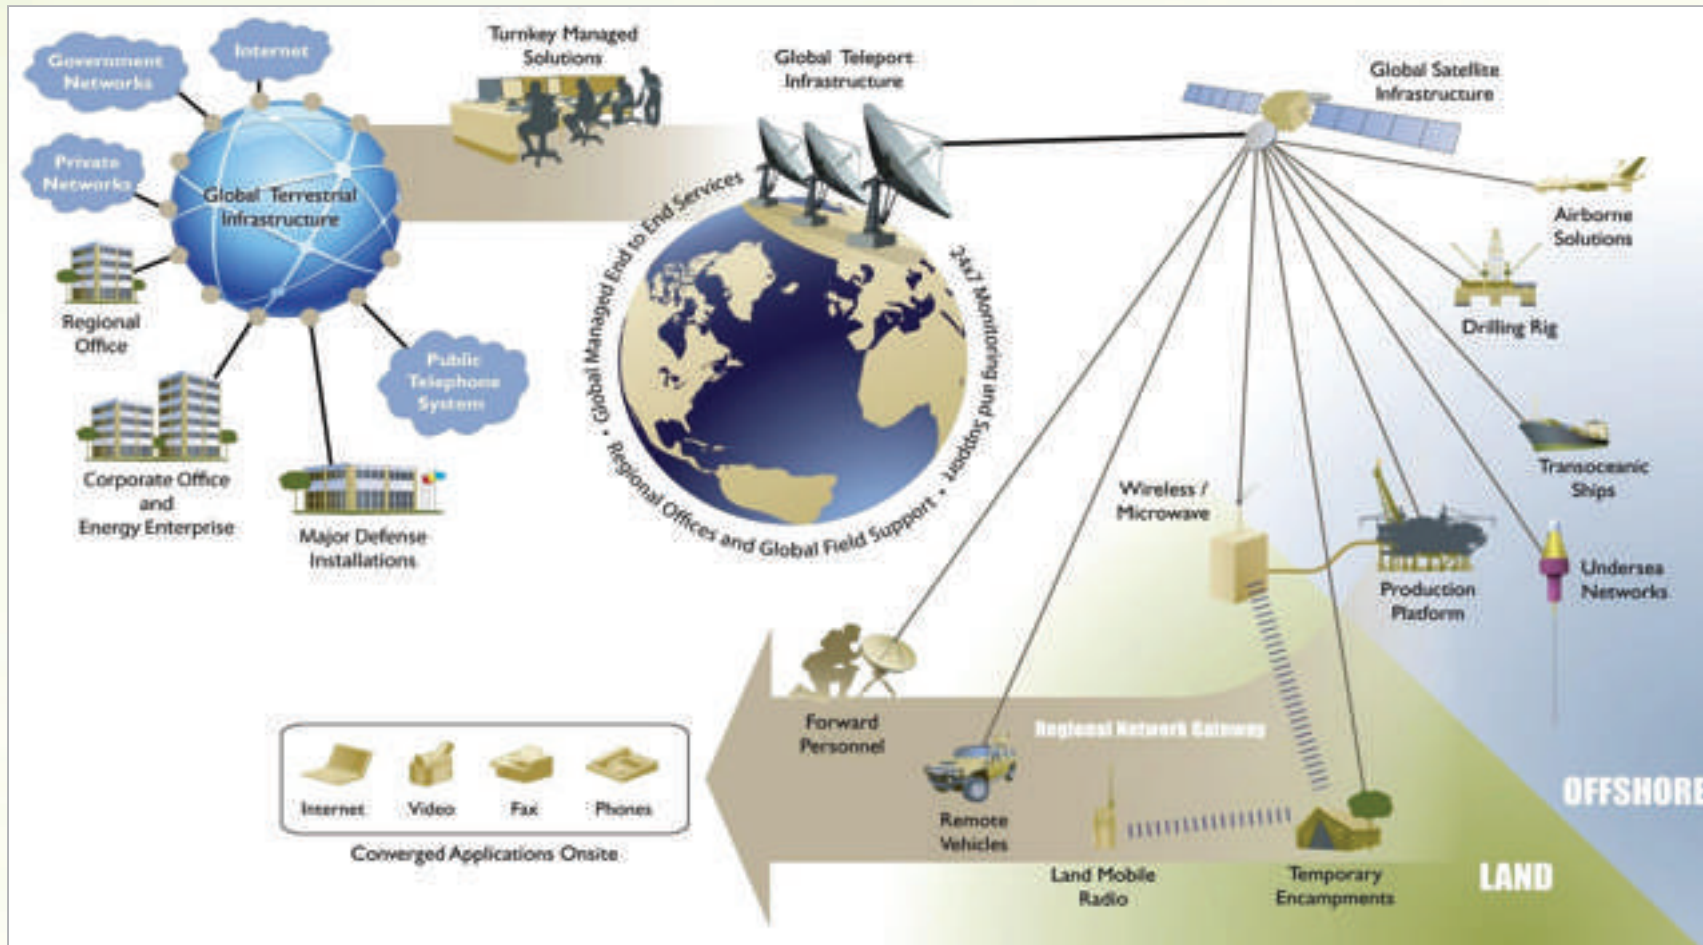 Government
Networks
Internet
Private
Networks
Global Terrestrial
Infrastructure
Regional
Office
Corporate Office
and
Energy Enterprise
Major Defense
Installations
Public
Telephone
System
Turnkey Managed
Solutions
Global Teleport
Infrastructure
• Global Managed End to End Services
24x7 Monitoring and Support •
Regional Offices and Global Field Support
Global Satellite
Infrastructure
Airborne
Solutions
Drilling Rig
Transoceanic
Ships
Undersea
Networks
Wireless /
Microwave
Production
Platform
Forward
Personnel
Regional Network Gateway
Remote
Vehicles
Land Mobile
Radio
Temporary
Encampments
OFFSHORE
LAND
Internet
Video
Fax
Phones
Converged Applications Onsite